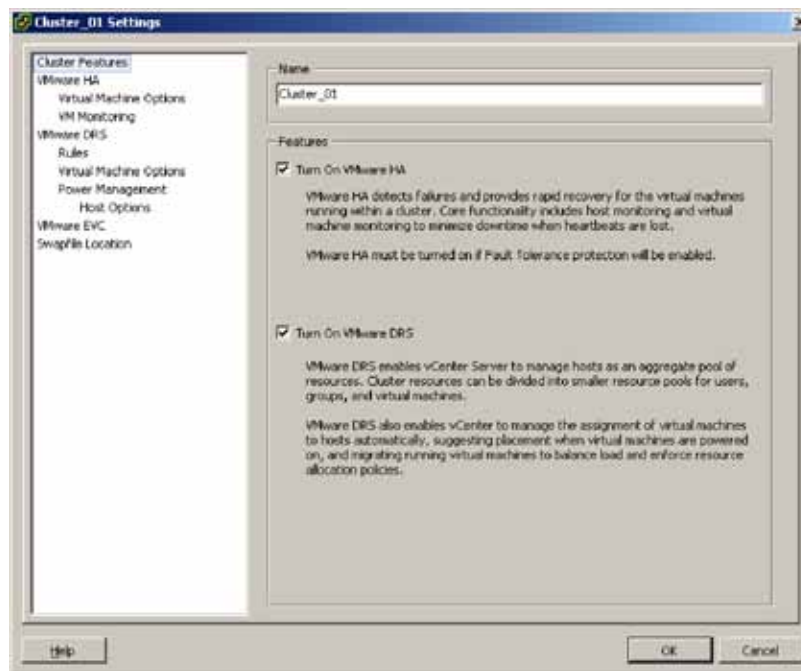 Cluster_01 Settings
Cluster Features
VMware HA
Virtual Machine Options
VM Monitoring
VMware DRS
Rules
Virtual Machine Options
Power Management
Host Options
VMware EVC
Swapfile Location
Name
Cluster_01
Features
Turn On VMware HA
VMware HA detects failures and provides rapid recovery for the virtual machines
running within a cluster. Core functionality includes host monitoring and virtual
machine monitoring to minimize downtime when heartbeats are lost.
VMware HA must be turned on if Fault Tolerance protection will be enabled.
Turn On VMware DRS
VMware DRS enables vCenter Server to manage hosts as an aggregate pool of
resources. Cluster resources can be divided into smaller resource pools for users,
groups, and virtual machines.
VMware DRS also enables vCenter to manage the assignment of virtual machines
to hosts automatically, suggesting placement when virtual machines are powered
on, and migrating running virtual machines to balance load and enforce resource
allocation policies.
Help
OK
Cancel